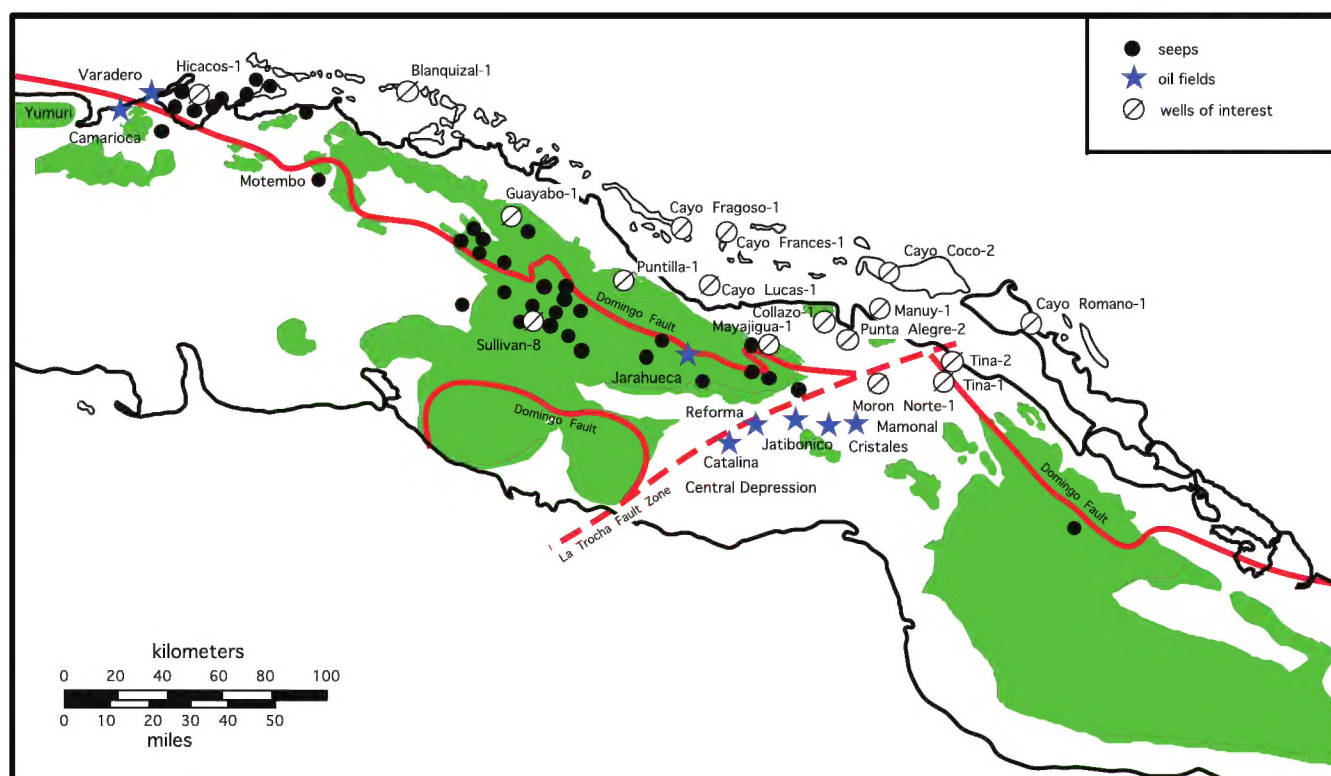 seeps
oil fields
wells of interest
Varadero
Hicacos-1
Blanquizal-1
Yumuri
Camarioca
Motembo
Guayabo-1
Cayo Fragoso-1
Cayo Frances-1
Cayo Coco-2
Puntilla-1
Cayo Lucas-1
Cayo Romano-1
Manuy-1
Collazo-1
Domingo Fault
Mayajigua-1
Punta Alegre-2
Sullivan-8
Tina-2
Jarahueca
Tina-1
Moron Norte-1
Reforma
Domingo Fault
Mamonal
Jatibonico
Cristales
Catalina
Central Depression
Domingo Fault
La Trocha Fault Zone
kilometers
0 20 40 60 80 100
0 10 20 30 40 50
miles